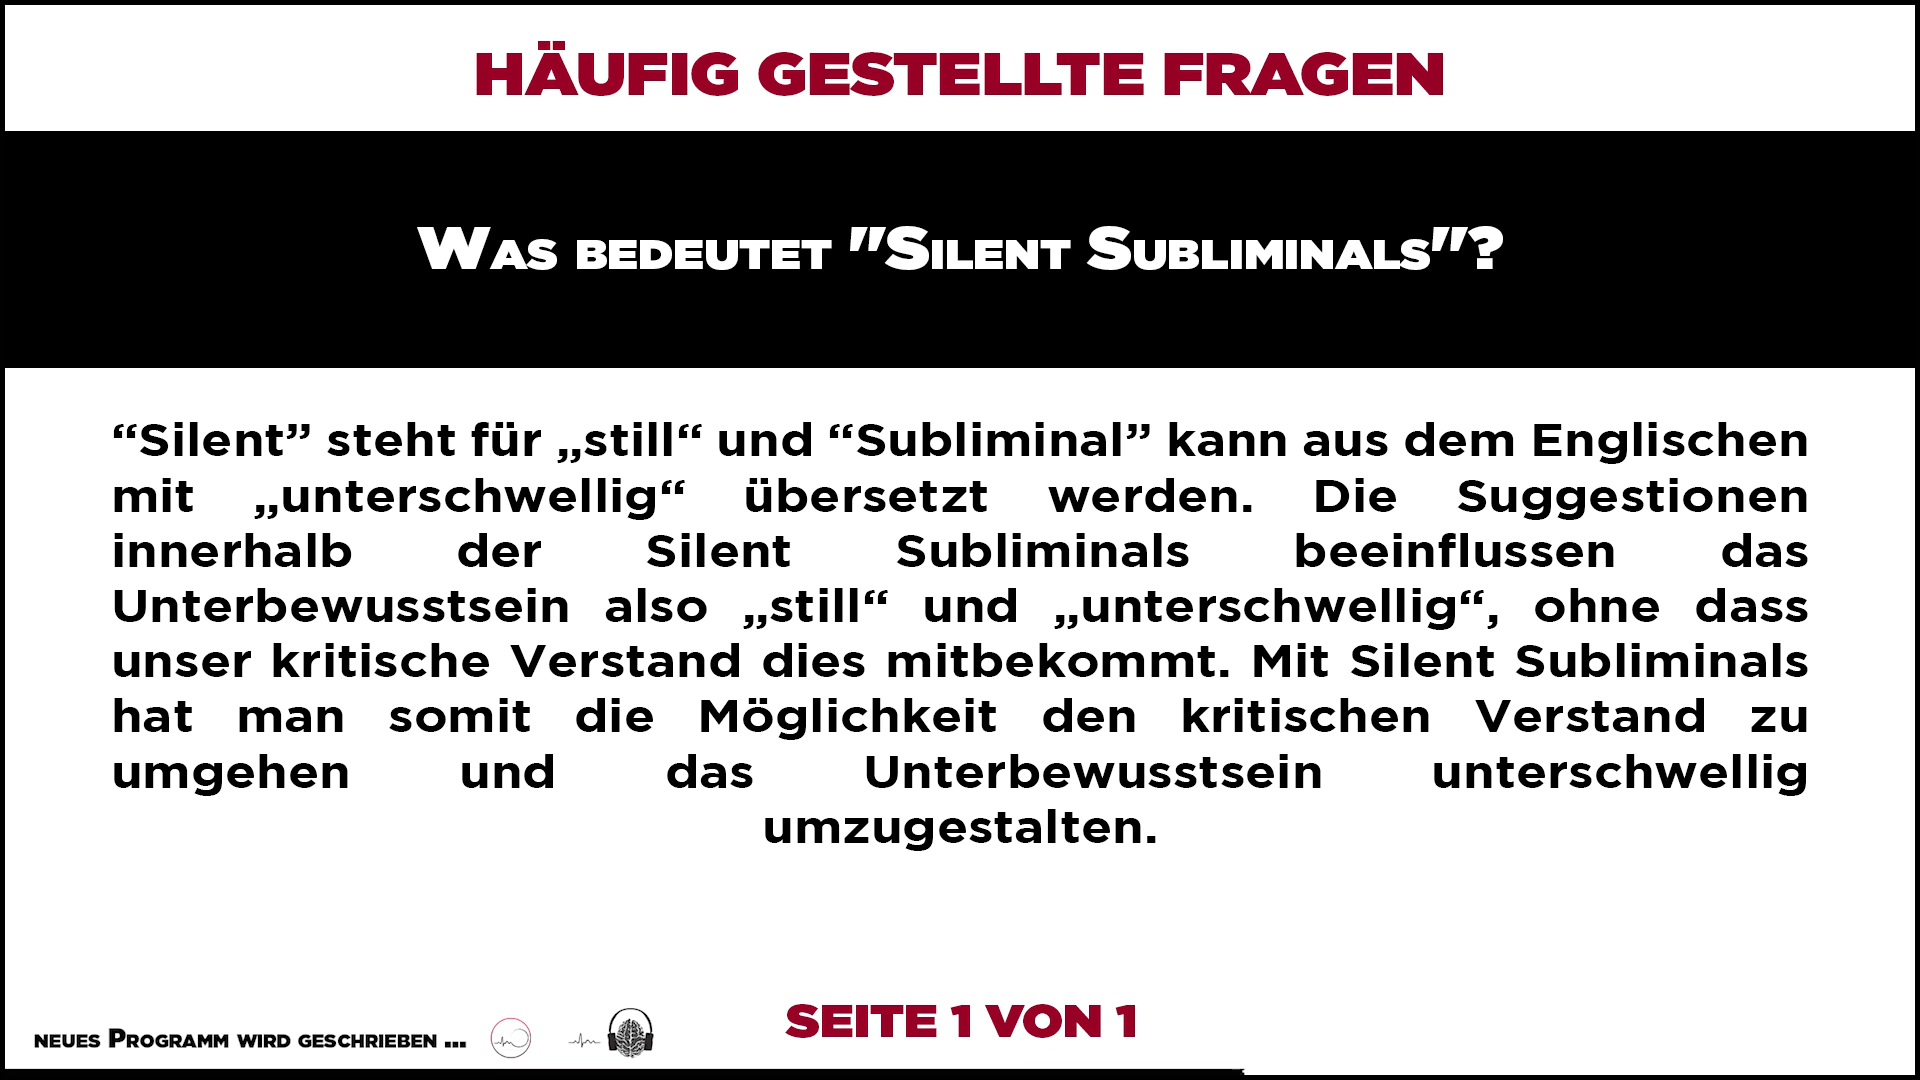 HÄUFIG GESTELLTE FRAGEN
WAS BEDEUTET "SILENT SUBLIMINALS"?
“Silent” steht für „still“ und “Subliminal” kann aus dem Englischen
mit „unterschwellig“ übersetzt werden. Die Suggestionen
innerhalb der Silent Subliminals beeinflussen das
Unterbewusstsein also „still“ und „unterschwellig“, ohne dass
unser kritische Verstand dies mitbekommt. Mit Silent Subliminals
hat man somit die Möglichkeit den kritischen Verstand zu
umgehen und das Unterbewusstsein unterschwellig
umzugestalten.
SEITE 1 VON 1
NEUES PROGRAMM WIRD GESCHRIEBEN ...